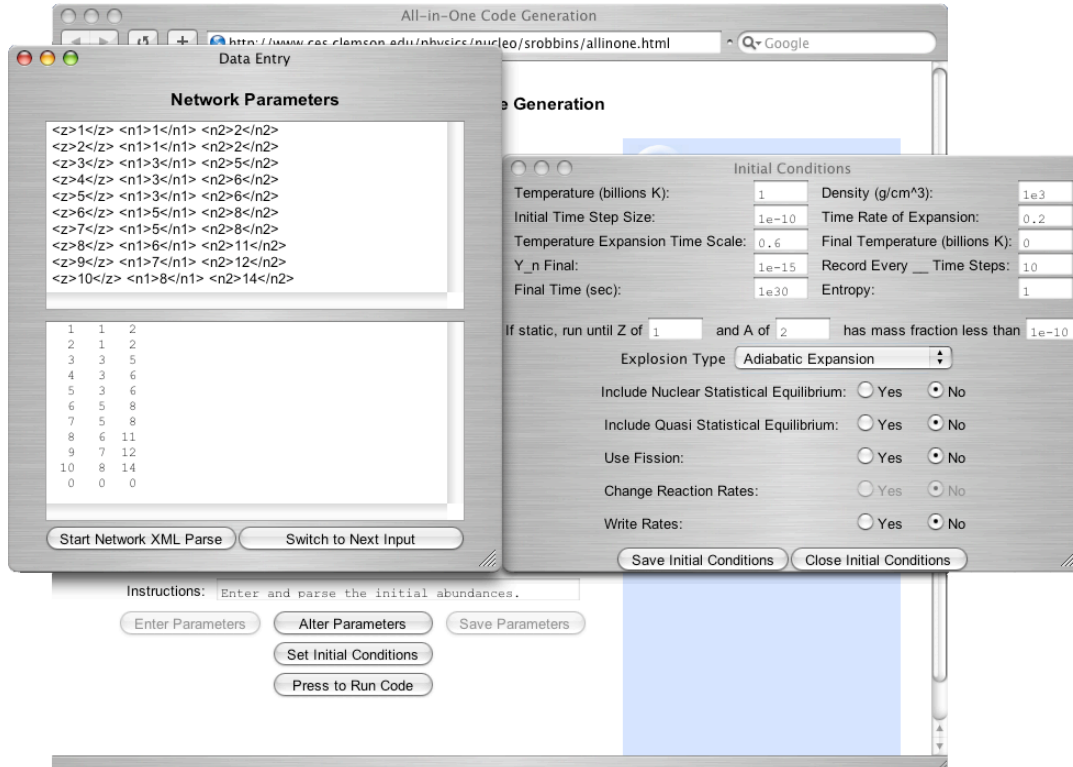 All-in-One Code Generation
http://www.ces.clemson.edu/physics/nucleo/srobbins/allinone.html
Google
Data Entry
Network Parameters
<z>1</z> <n1>1</n1> <n2>2</n2>
<z>2</z> <n1>1</n1> <n2>2</n2>
<z>3</z> <n1>3</n1> <n2>5</n2>
<z>4</z> <n1>3</n1> <n2>6</n2>
<z>5</z> <n1>3</n1> <n2>6</n2>
<z>6</z> <n1>5</n1> <n2>8</n2>
<z>7</z> <n1>5</n1> <n2>8</n2>
<z>8</z> <n1>6</n1> <n2>11</n2>
<z>9</z> <n1>7</n1> <n2>12</n2>
<z>10</z> <n1>8</n1> <n2>14</n2>
1 1 2
2 1 2
3 3 5
4 3 6
5 3 6
6 5 8
7 5 8
8 6 11
9 7 12
10 8 14
0 0 0
Start Network XML Parse Switch to Next Input
e Generation
Initial Conditions
Temperature (billions K): 1 Density (g/cm^3): 1e3
Initial Time Step Size: 1e-10 Time Rate of Expansion: 0.2
Temperature Expansion Time Scale: 0.6 Final Temperature (billions K): 0
Y_n Final: 1e-15 Record Every __ Time Steps: 10
Final Time (sec): 1e30 Entropy: 1
If static, run until Z of 1 and A of 2 has mass fraction less than 1e-10
Explosion Type Adiabatic Expansion
Include Nuclear Statistical Equilibrium: Yes No
Include Quasi Statistical Equilibrium: Yes No
Use Fission: Yes No
Change Reaction Rates: Yes No
Write Rates: Yes No
Save Initial Conditions Close Initial Conditions
Instructions: Enter and parse the initial abundances.
Enter Parameters Alter Parameters Save Parameters
Set Initial Conditions
Press to Run Code